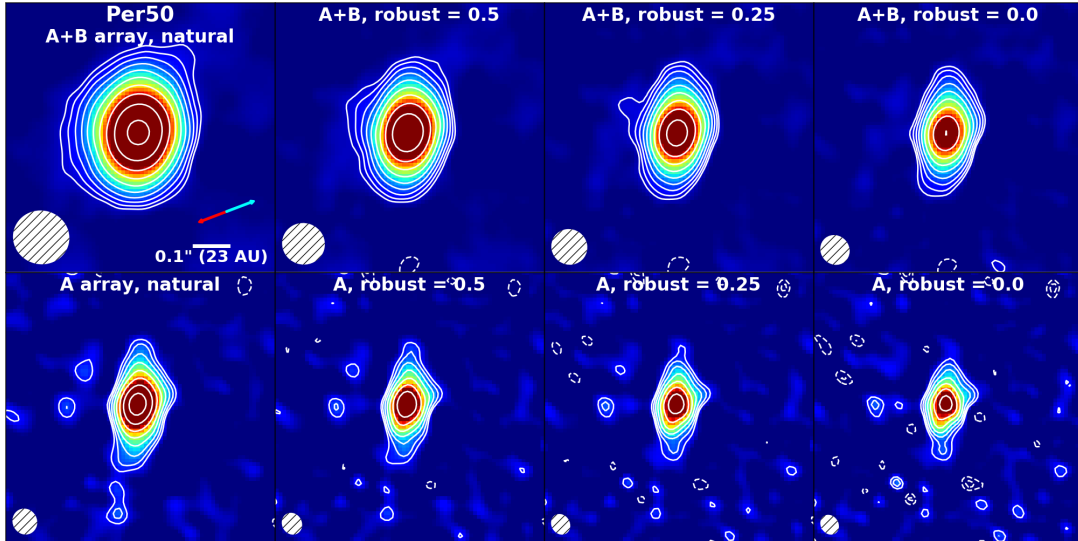 Per50
A+B array, natural
A+B, robust = 0.5
A+B, robust = 0.25
A+B, robust = 0.0
0.1" (23 AU)
A array, natural
A, robust = 0.5
A, robust = 0.25
A, robust = 0.0